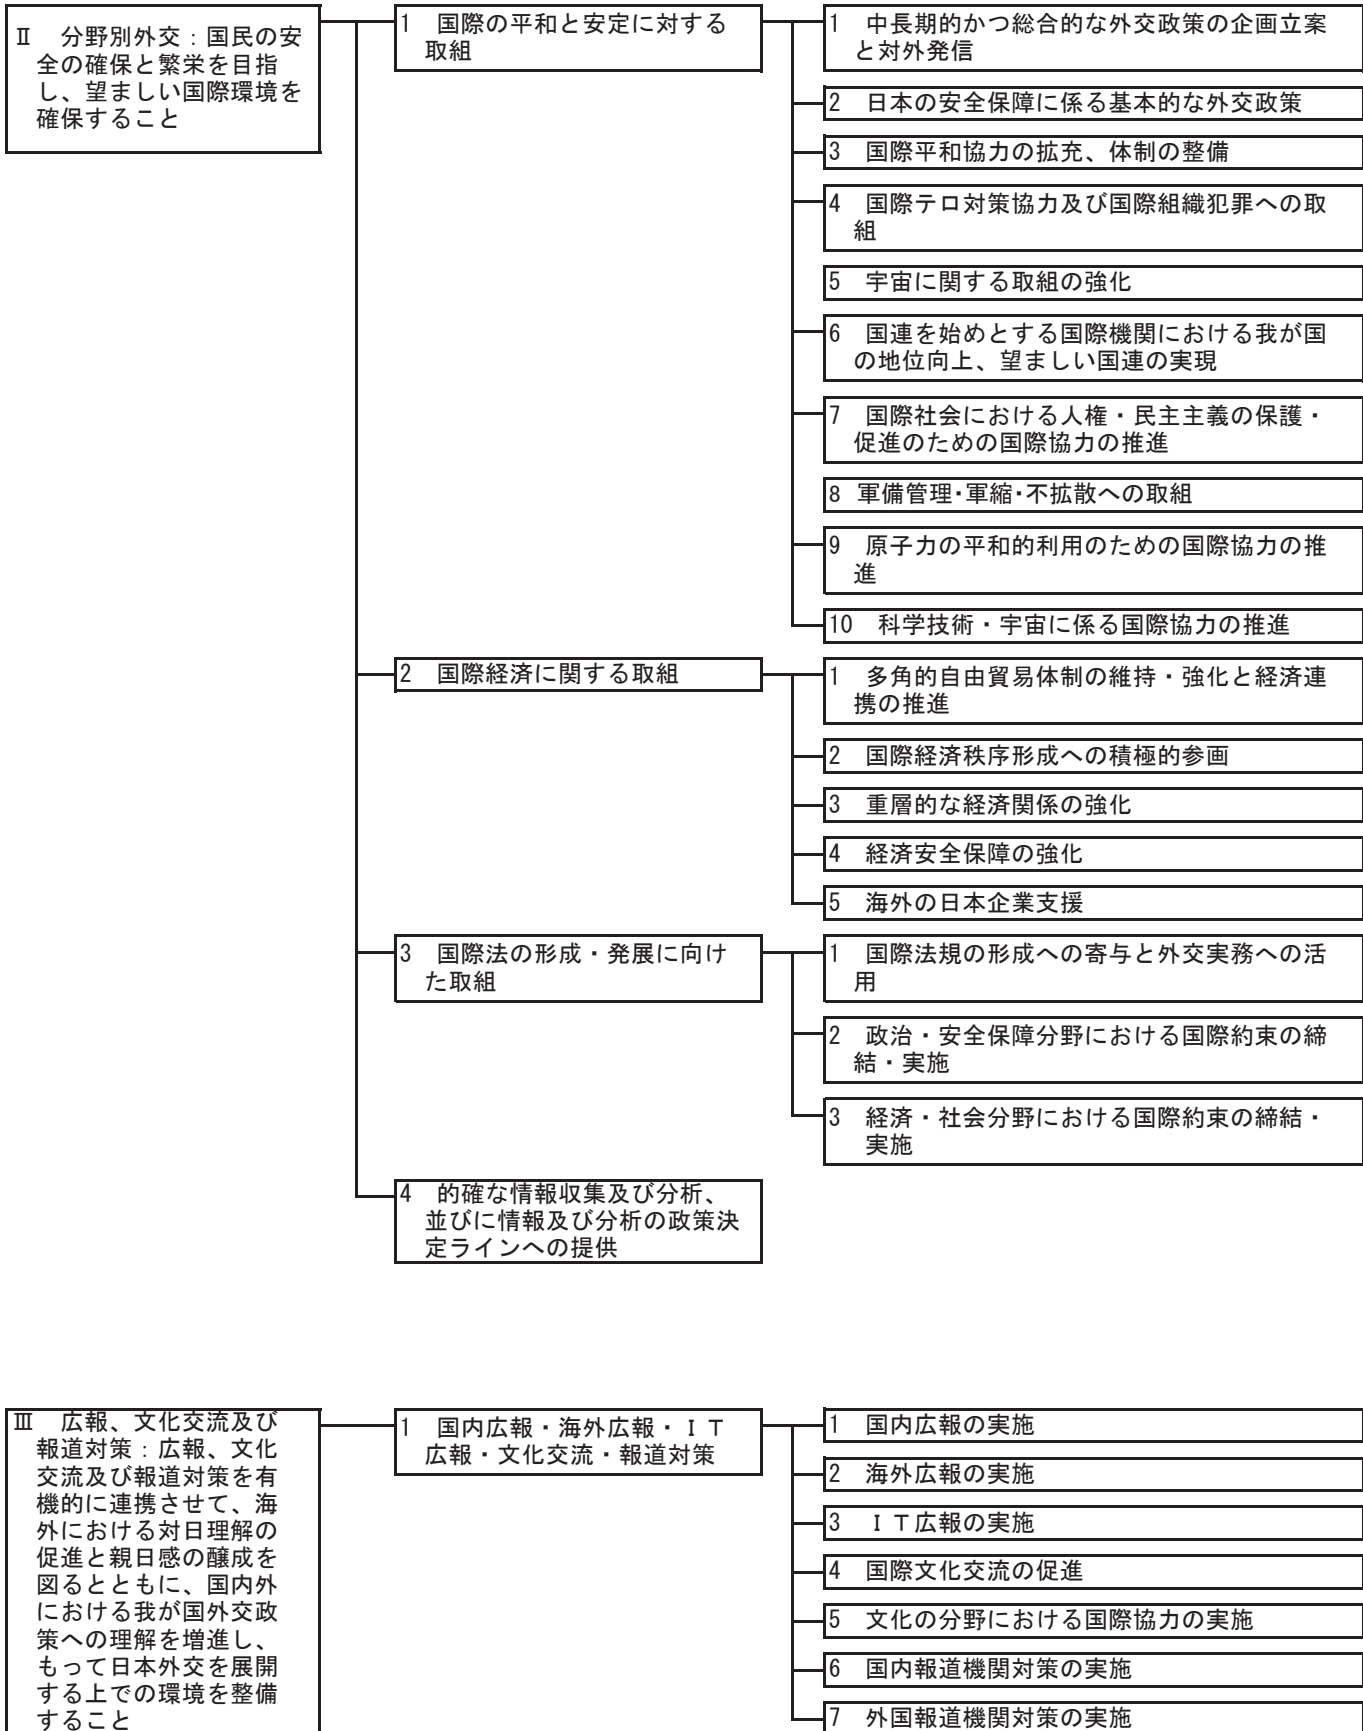 Ⅱ　分野別外交：国民の安
全の確保と繁栄を目指
し、望ましい国際環境を
確保すること
1　国際の平和と安定に対する
取組
1　中長期的かつ総合的な外交政策の企画立案
と対外発信
2　日本の安全保障に係る基本的な外交政策
3　国際平和協力の拡充、体制の整備
4　国際テロ対策協力及び国際組織犯罪への取
組
5　宇宙に関する取組の強化
6　国連を始めとする国際機関における我が国
の地位向上、望ましい国連の実現
7　国際社会における人権・民主主義の保護・
促進のための国際協力の推進
8 軍備管理・軍縮・不拡散への取組
9　原子力の平和的利用のための国際協力の推
進
10　科学技術・宇宙に係る国際協力の推進
2　国際経済に関する取組
1　多角的自由貿易体制の維持・強化と経済連
携の推進
2　国際経済秩序形成への積極的参画
3　重層的な経済関係の強化
4　経済安全保障の強化
5　海外の日本企業支援
3　国際法の形成・発展に向け
た取組
1　国際法規の形成への寄与と外交実務への活
用
2　政治・安全保障分野における国際約束の締
結・実施
3　経済・社会分野における国際約束の締結・
実施
4　的確な情報収集及び分析、
並びに情報及び分析の政策決
定ラインへの提供
Ⅲ　広報、文化交流及び
報道対策：広報、文化
交流及び報道対策を有
機的に連携させて、海
外における対日理解の
促進と親日感の醸成を
図るとともに、国内外
における我が国外交政
策への理解を増進し、
もって日本外交を展開
する上での環境を整備
すること
1　国内広報・海外広報・ＩＴ
広報・文化交流・報道対策
1　国内広報の実施
2　海外広報の実施
3　ＩＴ広報の実施
4　国際文化交流の促進
5　文化の分野における国際協力の実施
6　国内報道機関対策の実施
7　外国報道機関対策の実施